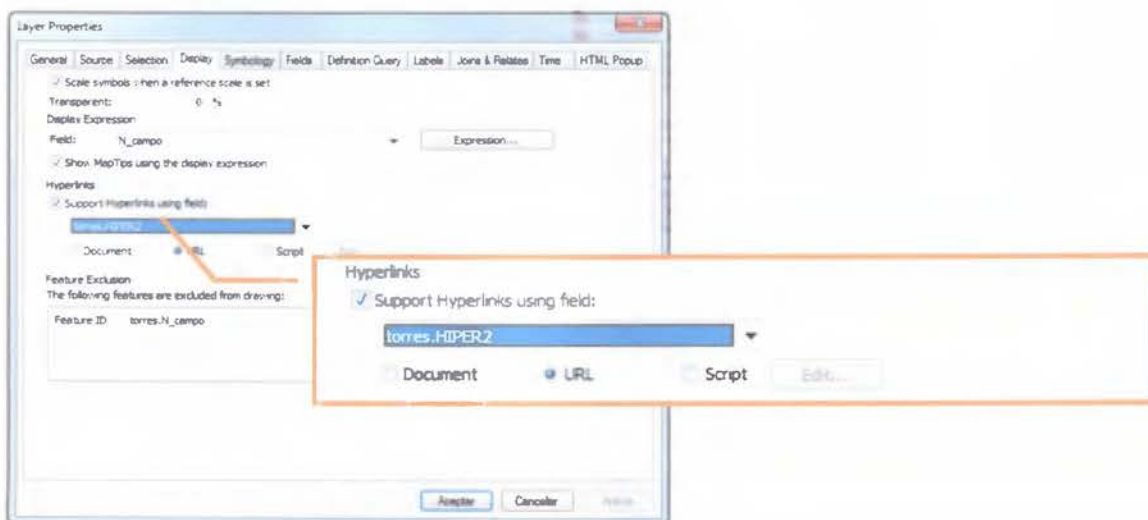 Layer Properties
General Source Selection Display Symbology Fields Definition Query Labels Joins & Relates Time HTML Popup
Scale symbols when a reference scale is set
Transparent: 0 %
Display Expression
Field: N_campo Expression...
Show MapTips using the display expression
Hyperlinks
Support Hyperlinks using field:
torres.HIPER2
Document URL Script
Feature Exclusion
The following features are excluded from drawing:
Feature ID torres.N_campo
Hyperlinks
Support Hyperlinks using field:
torres.HIPER2
Document URL Script Edit...
Aceptar Cancelar